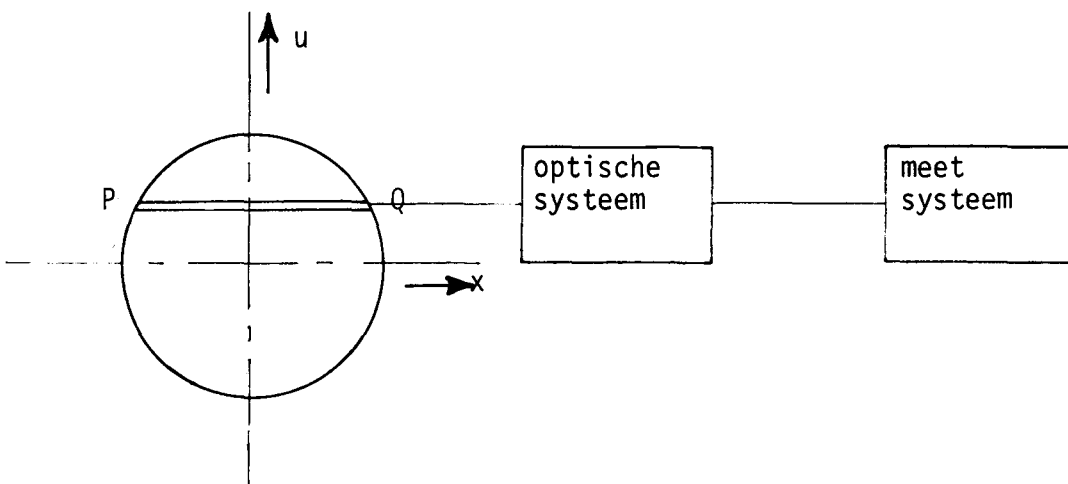 u
P
Q
optische
systeem
meet
systeem
x